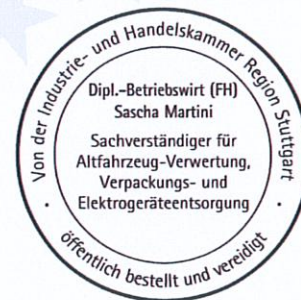 Von der Industrie- und Handelskammer Region Stuttgart
Dipl.-Betriebswirt (FH)
Sascha Martini
Sachverständiger für
Altfahrzeug-Verwertung,
Verpackungs- und
Elektrogeräteentsorgung
· öffentlich bestellt und vereidigt ·